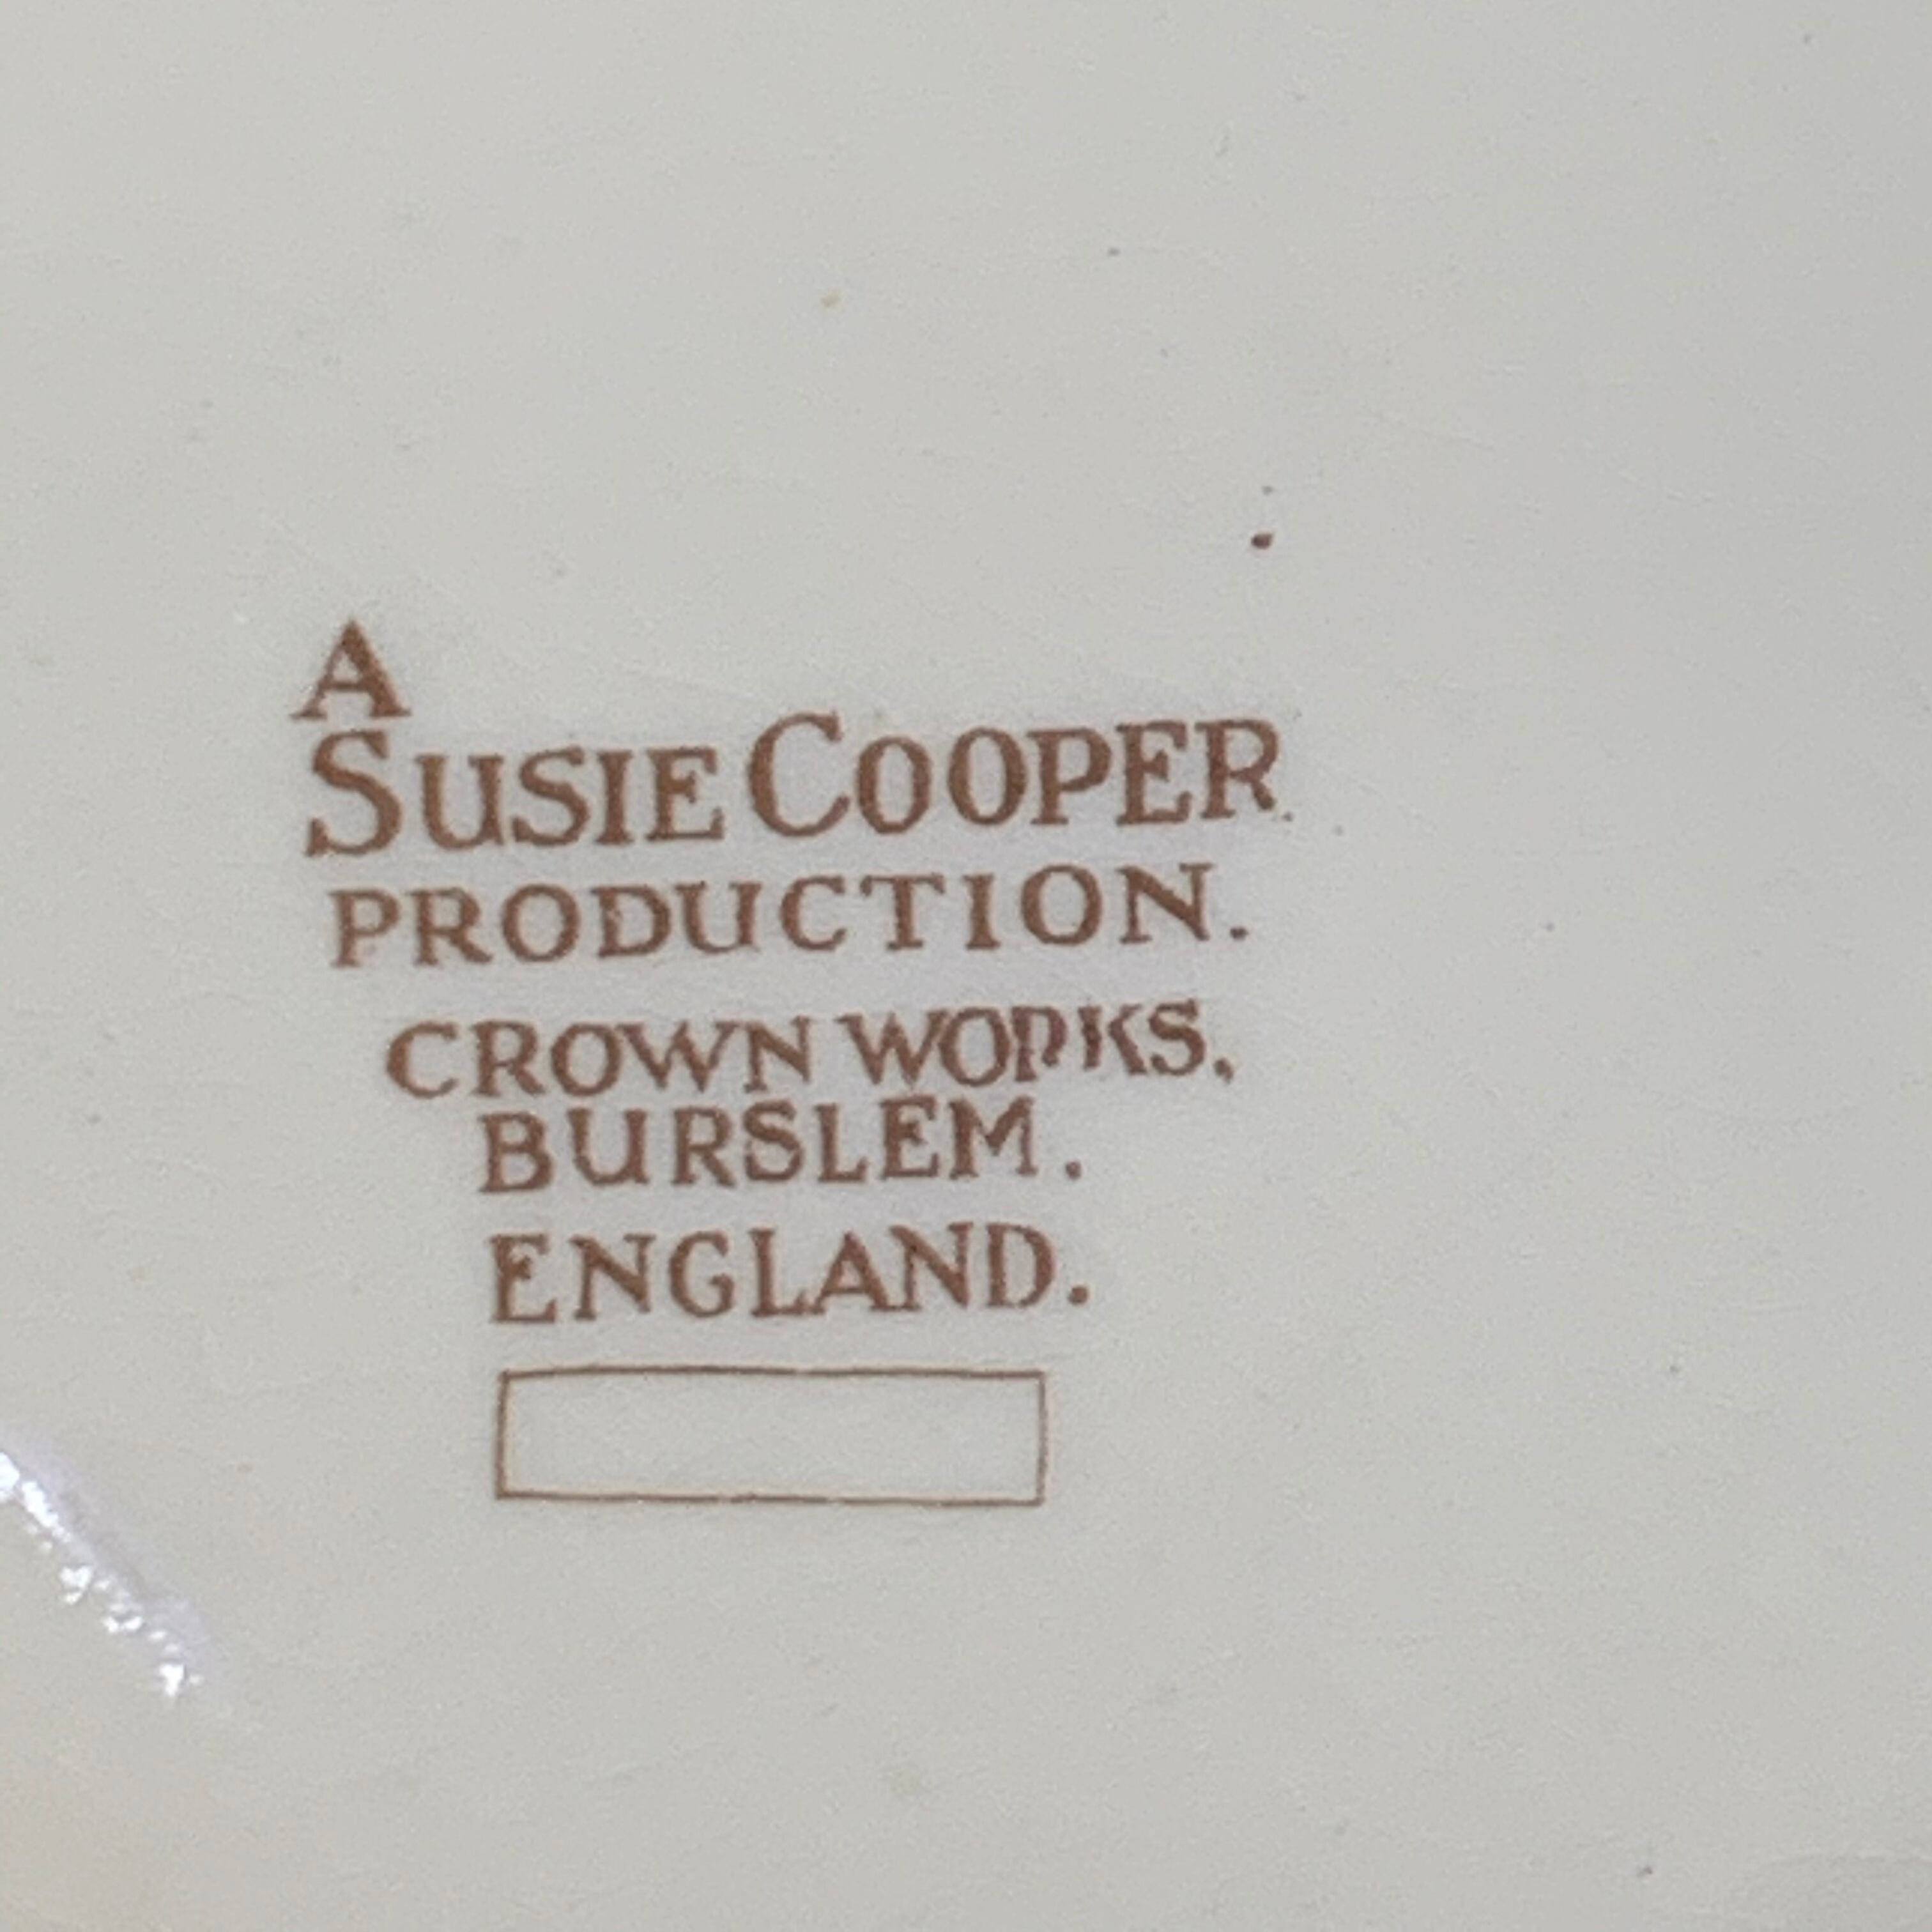 A
SUSIE COOPER
PRODUCTION.
CROWN WORKS,
BURSLEM.
ENGLAND.